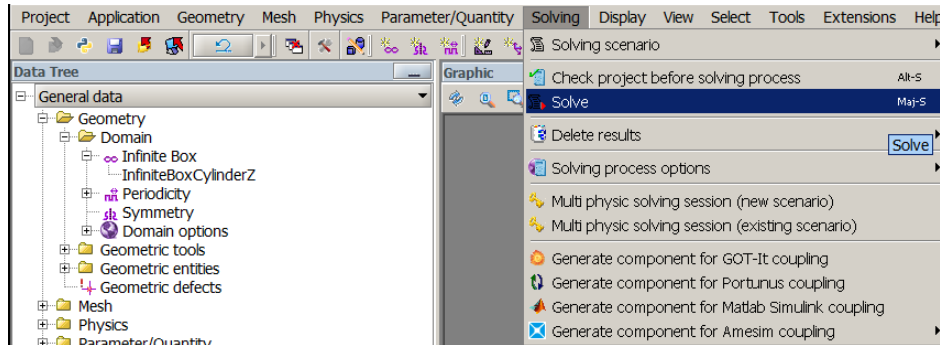 Project Application Geometry Mesh Physics Parameter/Quantity Solving Display View Select Tools Extensions Help
Data Tree
General data
Geometry
Domain
Infinite Box
InfiniteBoxCylinderZ
Periodicity
Symmetry
Domain options
Geometric tools
Geometric entities
Geometric defects
Mesh
Physics
Parameter/Quantity
Graphic
Solving scenario
Check project before solving process Alt-S
Solve Maj-S
Delete results
Solve
Solving process options
Multi physic solving session (new scenario)
Multi physic solving session (existing scenario)
Generate component for GOT-It coupling
Generate component for Portunus coupling
Generate component for Matlab Simulink coupling
Generate component for Amesim coupling